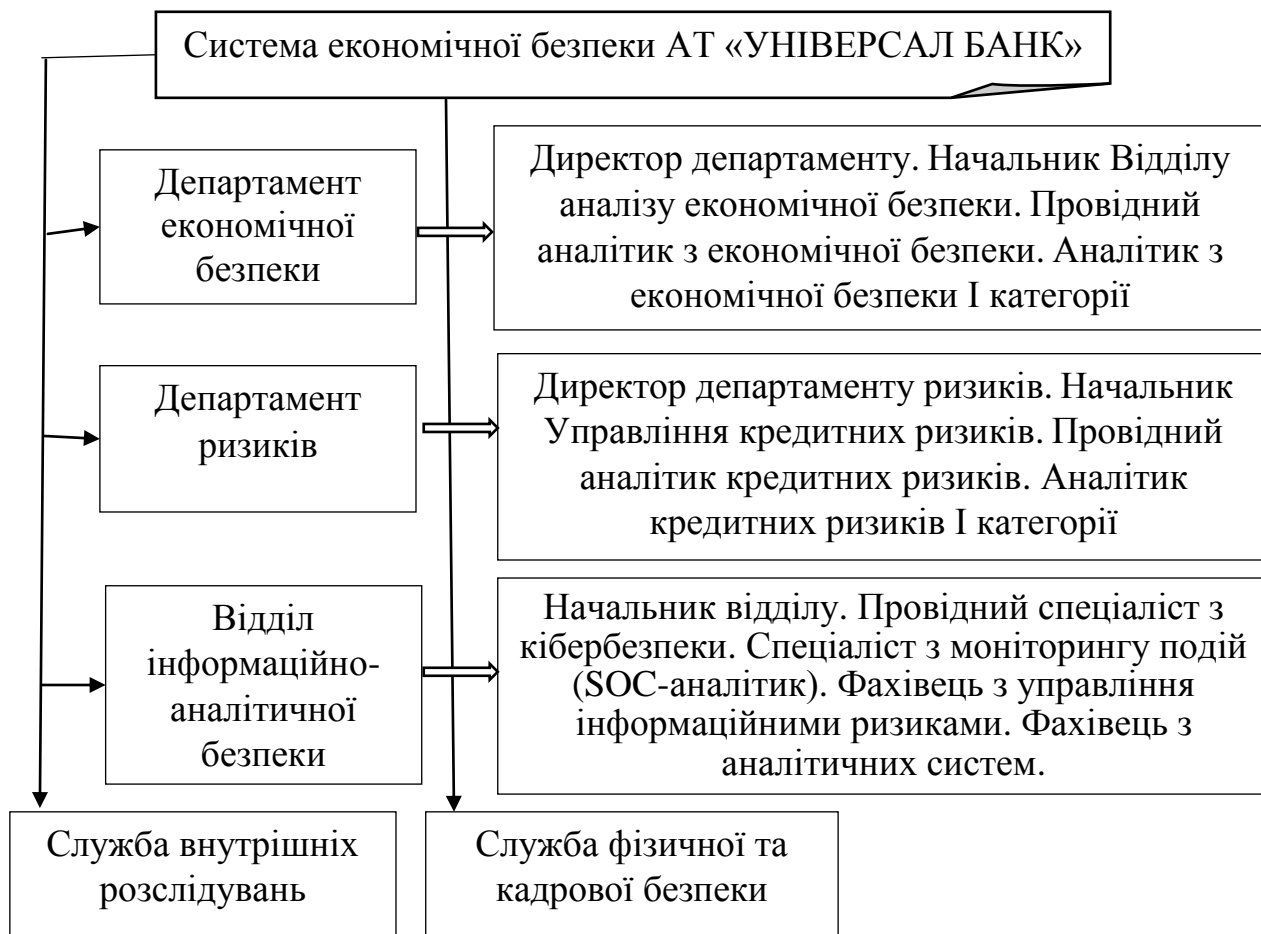 Система економічної безпеки АТ «УНІВЕРСАЛ БАНК»
Департамент
економічної
безпеки
Директор департаменту. Начальник Відділу
аналізу економічної безпеки. Провідний
аналітик з економічної безпеки. Аналітик з
економічної безпеки І категорії
Департамент
ризиків
Директор департаменту ризиків. Начальник
Управління кредитних ризиків. Провідний
аналітик кредитних ризиків. Аналітик
кредитних ризиків І категорії
Відділ
інформаційно-
аналітичної
безпеки
Начальник відділу. Провідний спеціаліст з
кібербезпеки. Спеціаліст з моніторингу подій
(SOC-аналітик). Фахівець з управління
інформаційними ризиками. Фахівець з
аналітичних систем.
Служба внутрішніх
розслідувань
Служба фізичної та
кадрової безпеки